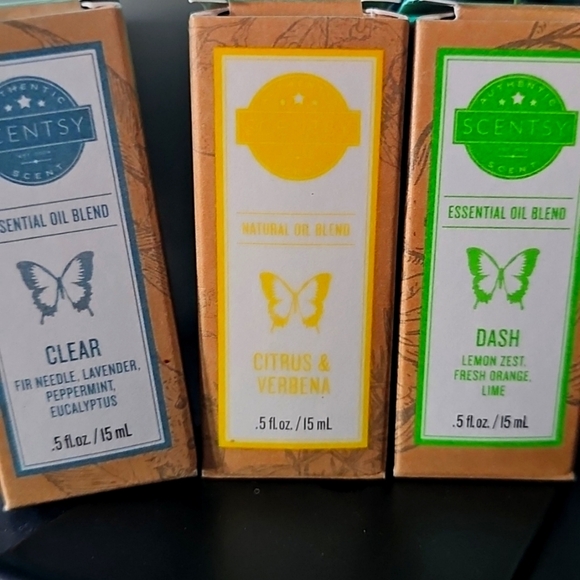 AUTHENTIC
SCENTSY
SCENT
SSENTIAL OIL BLEND
CLEAR
FIR NEEDLE, LAVENDER,
PEPPERMINT,
EUCALYPTUS
.5 fl.oz. / 15 mL
NATURAL OIL BLEND
CITRUS &
VERBENA
.5 fl.oz. / 15 mL
AUTHENTIC
SCENTSY
SCENT
ESSENTIAL OIL BLEND
DASH
LEMON ZEST,
FRESH ORANGE,
LIME
.5 fl.oz. / 15 mL